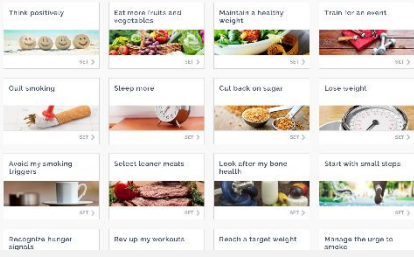 Think positively
Eat more fruits and
vegetables
Maintain a healthy
weight
Train for an event
SET >
SET >
SET >
SET >
Quit smoking
Sleep more
Cut back on sugar
Lose weight
SET >
SET >
SET >
SET >
Avoid my smoking
triggers
Select leaner meats
Look after my bone
health
Start with small steps
SET >
SET >
SET >
SET >
Recognize hunger
signals
Rev up my workouts
Reach a target weight
Manage the urge to
smoke